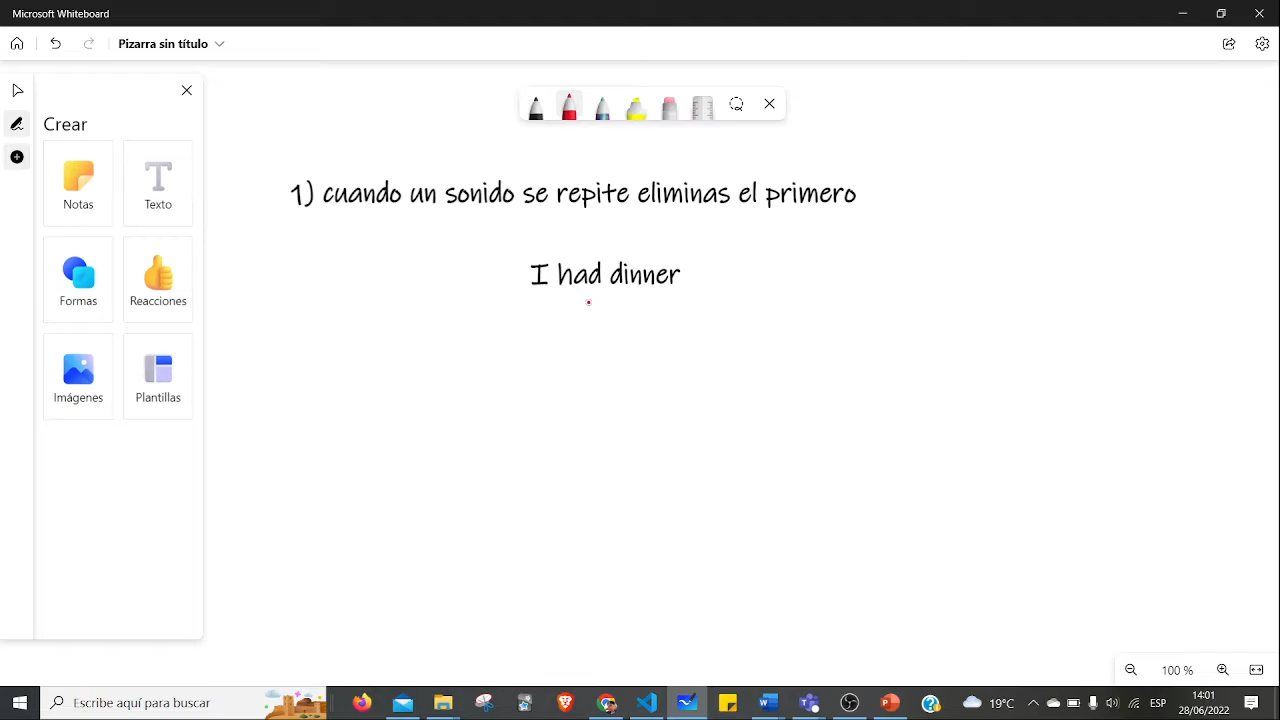 Microsoft Whiteboard
Pizarra sin título
Crear
Notas
Texto
Formas
Reacciones
Imágenes
Plantillas
1) cuando un sonido se repite eliminas el primero
I had dinner
100 %
Escribe aquí para buscar
19°C
ESP
14:01
28/06/2022